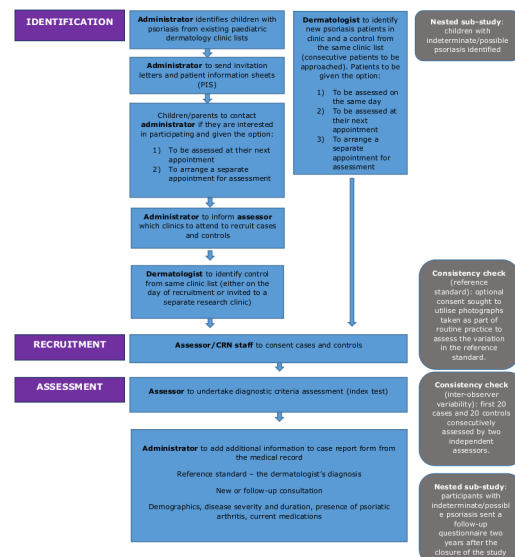 IDENTIFICATION
Administrator identifies children with
psoriasis from existing paediatric
dermatology clinic lists
Administrator to send invitation
letters and patient information sheets
(PIS)
Children/parents to contact
administrator if they are interested
in participating and given the option:
1) To be assessed at their next
appointment
2) To arrange a separate
appointment for assessment
Administrator to inform assessor
which clinics to attend to recruit cases
and controls
Dermatologist to identify control
from same clinic list (either on the
day of recruitment or invited to a
separate research clinic)
Dermatologist to identify
new psoriasis patients in
clinic and a control from
the same clinic list
(consecutive patients to be
approached). Patients to be
given the option:
1) To be assessed on
the same day
2) To be assessed at
their next
appointment
3) To arrange a
separate
appointment for
assessment
Nested sub-study:
children with
indeterminate/possible
psoriasis identified
RECRUITMENT
Assessor/CRN staff to consent cases and controls
Consistency check
(reference
standard): optional
consent sought to
utilise photographs
taken as part of
routine practice to
assess the variation
in the reference
standard.
ASSESSMENT
Assessor to undertake diagnostic criteria assessment (index test)
Consistency check
(inter-observer
variability): first 20
cases and 20 controls
consecutively
assessed by two
independent
assessors.
Administrator to add additional information to case report form from
the medical record
Reference standard – the dermatologist's diagnosis
New or follow-up consultation
Demographics, disease severity and duration, presence of psoriatic
arthritis, current medications
Nested sub-study:
participants with
indeterminate/possibl
e psoriasis sent a
follow-up
questionnaire two
years after the
closure of the study